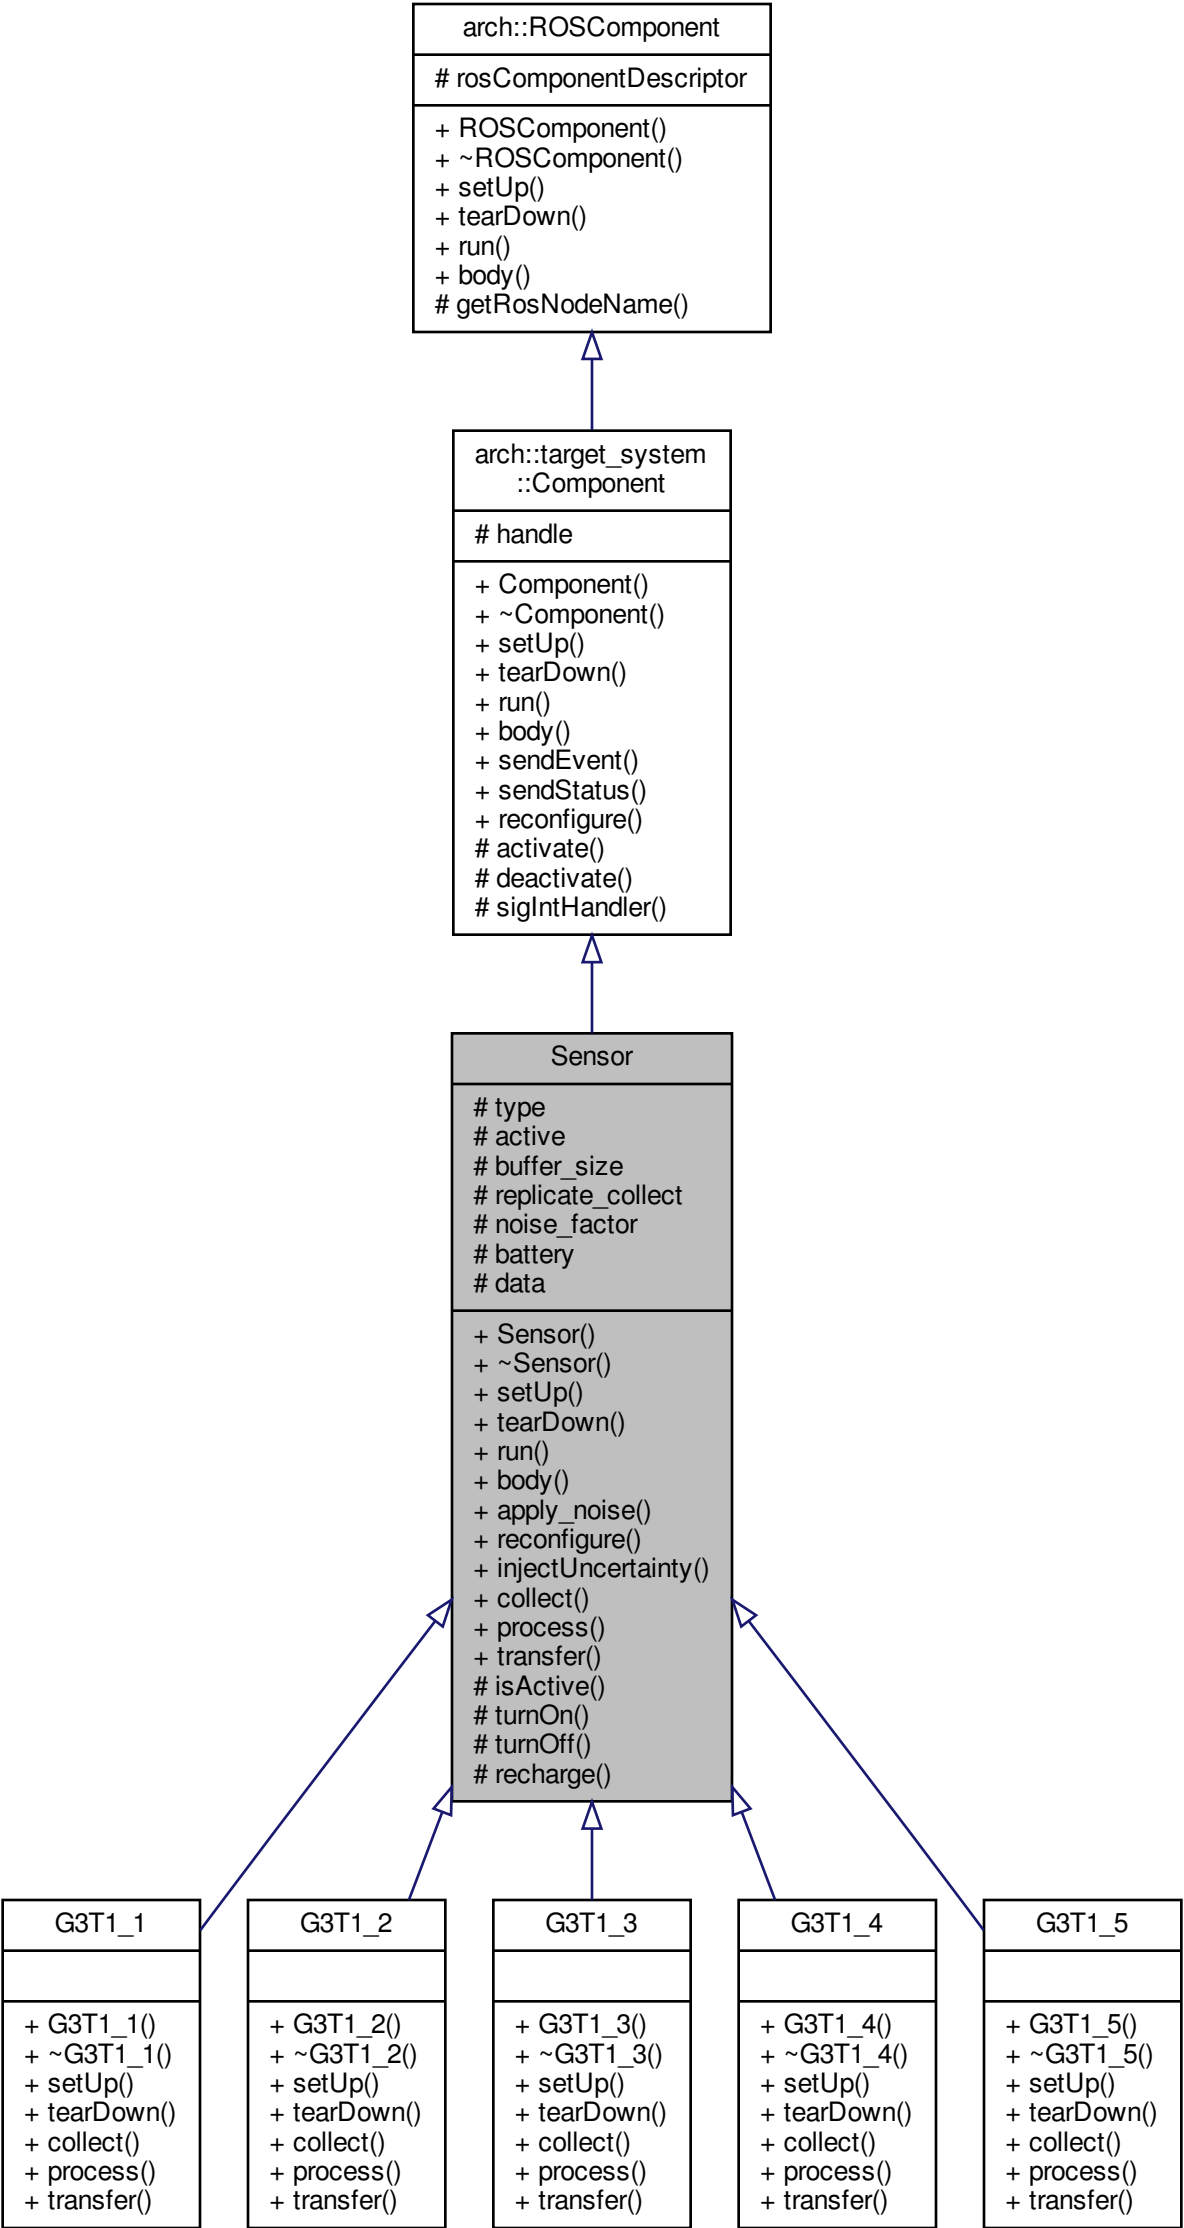 arch::ROSComponent
# rosComponentDescriptor
+ ROSComponent()
+ ~ROSComponent()
+ setUp()
+ tearDown()
+ run()
+ body()
# getRosNodeName()
arch::target_system
::Component
# handle
+ Component()
+ ~Component()
+ setUp()
+ tearDown()
+ run()
+ body()
+ sendEvent()
+ sendStatus()
+ reconfigure()
# activate()
# deactivate()
# sigIntHandler()
Sensor
# type
# active
# buffer_size
# replicate_collect
# noise_factor
# battery
# data
+ Sensor()
+ ~Sensor()
+ setUp()
+ tearDown()
+ run()
+ body()
+ apply_noise()
+ reconfigure()
+ injectUncertainty()
+ collect()
+ process()
+ transfer()
# isActive()
# turnOn()
# turnOff()
# recharge()
G3T1_1
+ G3T1_1()
+ ~G3T1_1()
+ setUp()
+ tearDown()
+ collect()
+ process()
+ transfer()
G3T1_2
+ G3T1_2()
+ ~G3T1_2()
+ setUp()
+ tearDown()
+ collect()
+ process()
+ transfer()
G3T1_3
+ G3T1_3()
+ ~G3T1_3()
+ setUp()
+ tearDown()
+ collect()
+ process()
+ transfer()
G3T1_4
+ G3T1_4()
+ ~G3T1_4()
+ setUp()
+ tearDown()
+ collect()
+ process()
+ transfer()
G3T1_5
+ G3T1_5()
+ ~G3T1_5()
+ setUp()
+ tearDown()
+ collect()
+ process()
+ transfer()